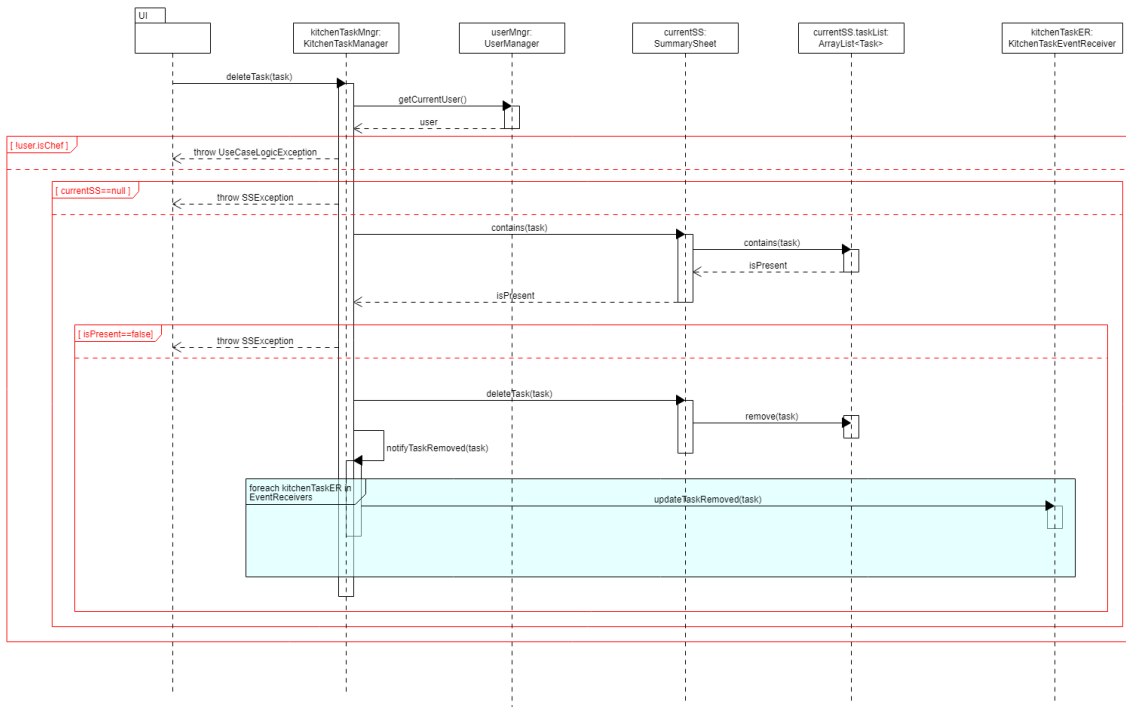 UI
kitchenTaskMngr:
KitchenTaskManager
userMngr:
UserManager
currentSS:
SummarySheet
currentSS.taskList:
ArrayList<Task>
kitchenTaskER:
KitchenTaskEventReceiver
deleteTask(task)
getCurrentUser()
user
[ !user.isChef ]
throw UseCaseLogicException
[ currentSS==null ]
throw SSException
contains(task)
contains(task)
isPresent
isPresent
[ isPresent==false]
throw SSException
deleteTask(task)
remove(task)
notifyTaskRemoved(task)
foreach kitchenTaskER in
EventReceivers
updateTaskRemoved(task)